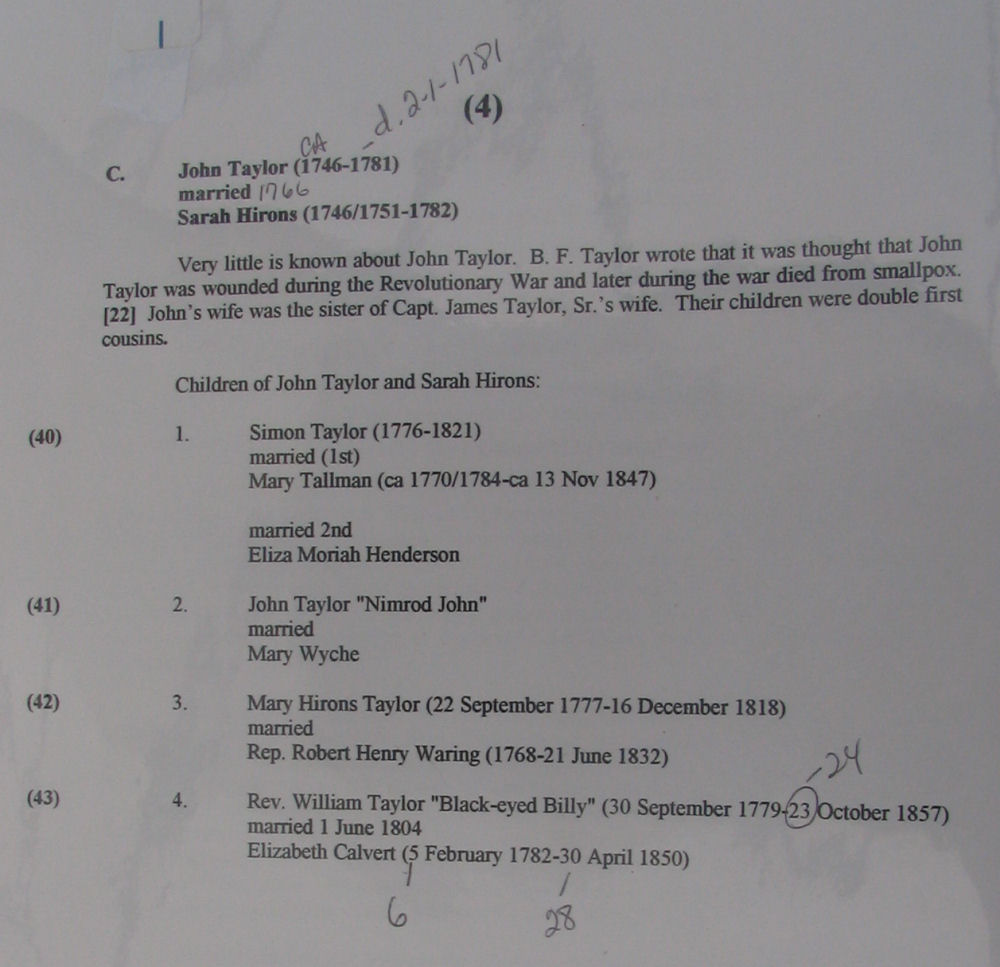 d. 2-1-1781
(4)
CA
C. John Taylor (1746-1781)
married 1766
Sarah Hirons (1746/1751-1782)
Very little is known about John Taylor. B. F. Taylor wrote that it was thought that John
Taylor was wounded during the Revolutionary War and later during the war died from smallpox.
[22] John's wife was the sister of Capt. James Taylor, Sr.'s wife. Their children were double first
cousins.
Children of John Taylor and Sarah Hirons:
(40) 1. Simon Taylor (1776-1821)
married (1st)
Mary Tallman (ca 1770/1784-ca 13 Nov 1847)
married 2nd
Eliza Moriah Henderson
(41) 2. John Taylor "Nimrod John"
married
Mary Wyche
(42) 3. Mary Hirons Taylor (22 September 1777-16 December 1818)
married
Rep. Robert Henry Waring (1768-21 June 1832)
24
(43) 4. Rev. William Taylor "Black-eyed Billy" (30 September 1779-23 October 1857)
married 1 June 1804
Elizabeth Calvert (5 February 1782-30 April 1850)
6 28